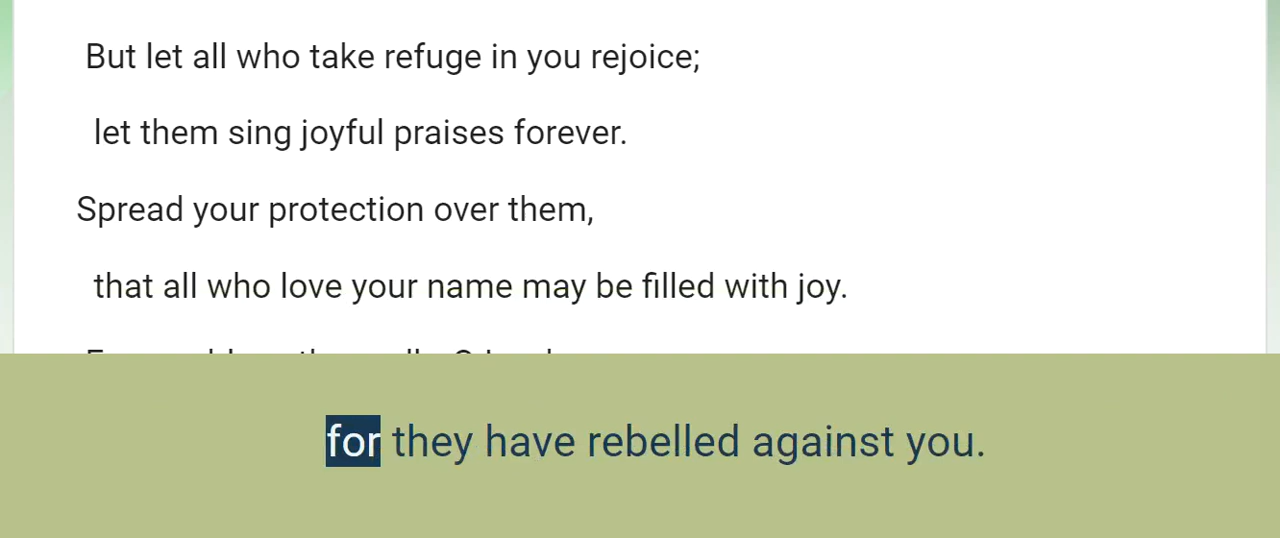 But let all who take refuge in you rejoice;
let them sing joyful praises forever.
Spread your protection over them,
that all who love your name may be filled with joy.
for they have rebelled against you.